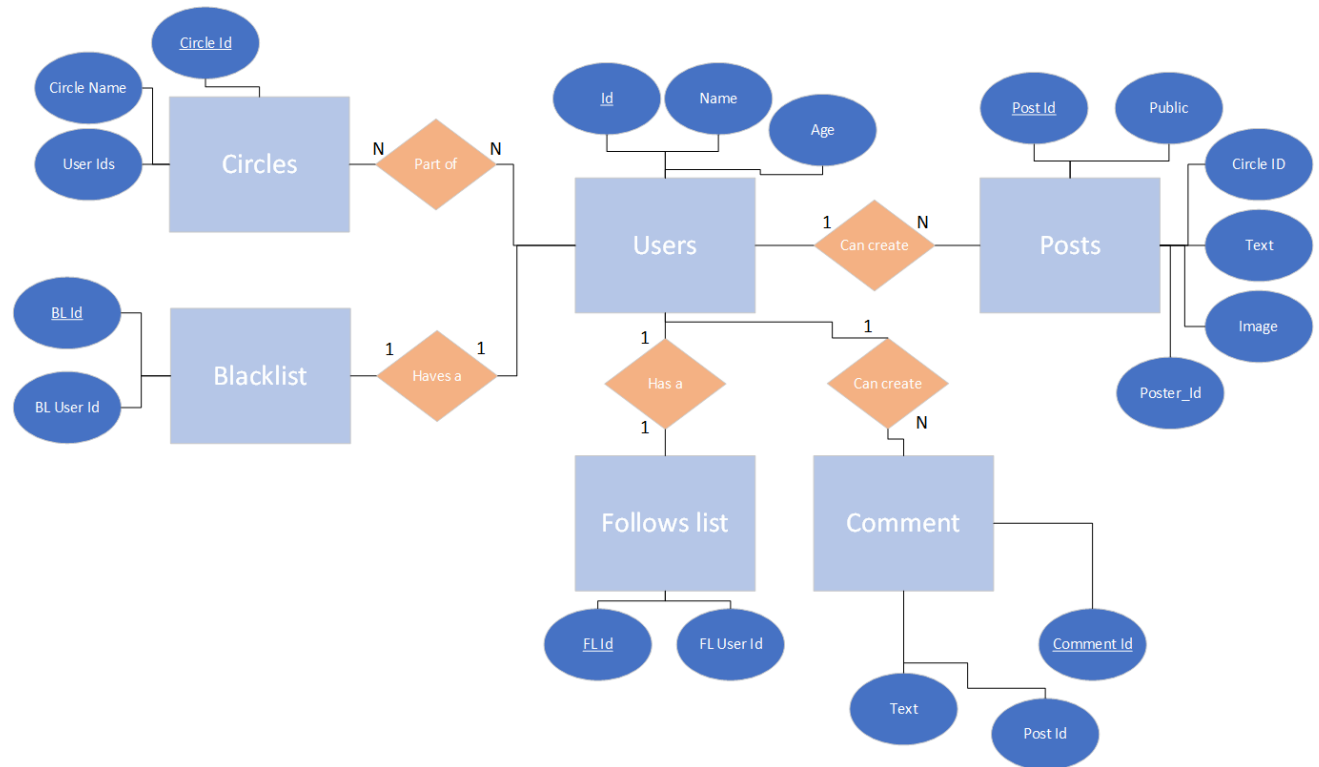 Circle Id
Circle Name
User Ids
Circles
N
Part of
N
Id
Name
Age
Users
1
Can create
N
Post Id
Public
Posts
Circle ID
Text
Image
Poster_Id
BL Id
BL User Id
Blacklist
1
Haves a
1
1
Has a
1
1
Can create
N
Follows list
FL Id
FL User Id
Comment
Comment Id
Text
Post Id